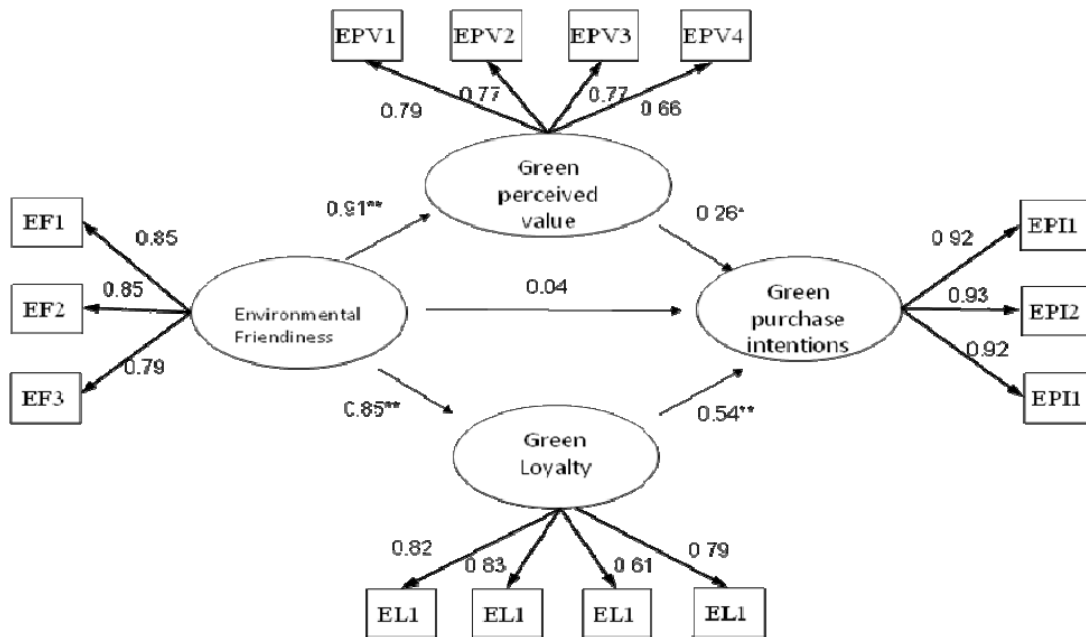 EPV1
EPV2
EPV3
EPV4
0.79
0.77
0.77
0 66
Green
perceived
value
0.91**
0 26*
EF1
EF2
EF3
0.85
0.85
0.79
Environmental
Friendiness
0.04
Green
purchase
intentions
0 92
0.93
0.92
EPI1
EPI2
EPI1
0.85**
0.54**
Green
Loyalty
0.82
0 83
0 61
0 79
EL1
EL1
EL1
EL1